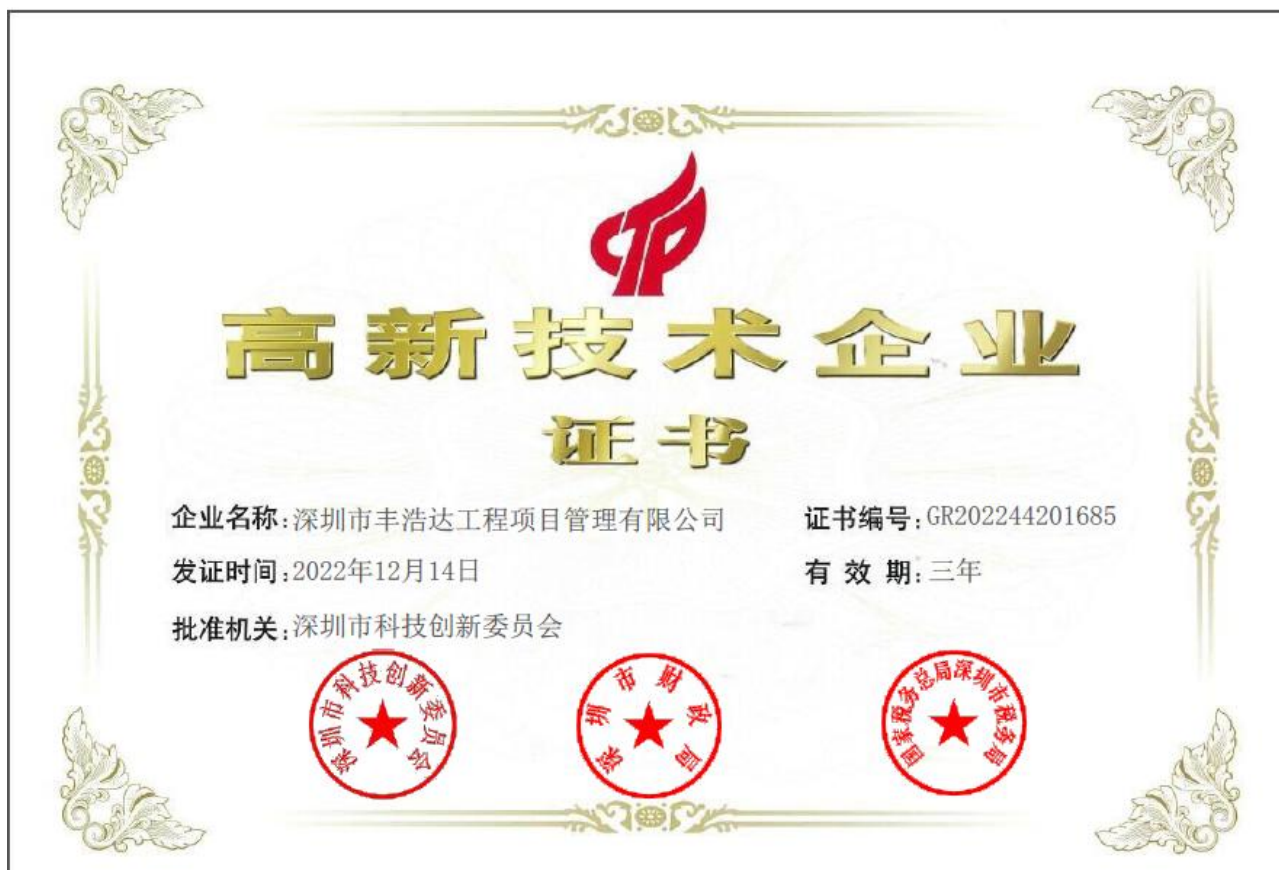 高新技术企业
证书
企业名称:深圳市丰浩达工程项目管理有限公司
证书编号:GR202244201685
发证时间:2022年12月14日
有效期:三年
批准机关:深圳市科技创新委员会
深圳市科技创新委员会
深圳市财政局
国家税务总局深圳市税务局